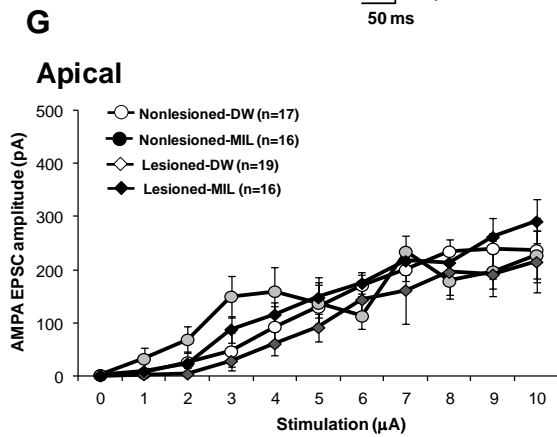 50 ms
G
Apical
500
400
300
200
100
0
AMPA EPSC amplitude (pA)
Nonlesioned-DW (n=17)
Nonlesioned-MIL (n=16)
Lesioned-DW (n=19)
Lesioned-MIL (n=16)
0 1 2 3 4 5 6 7 8 9 10
Stimulation (µA)